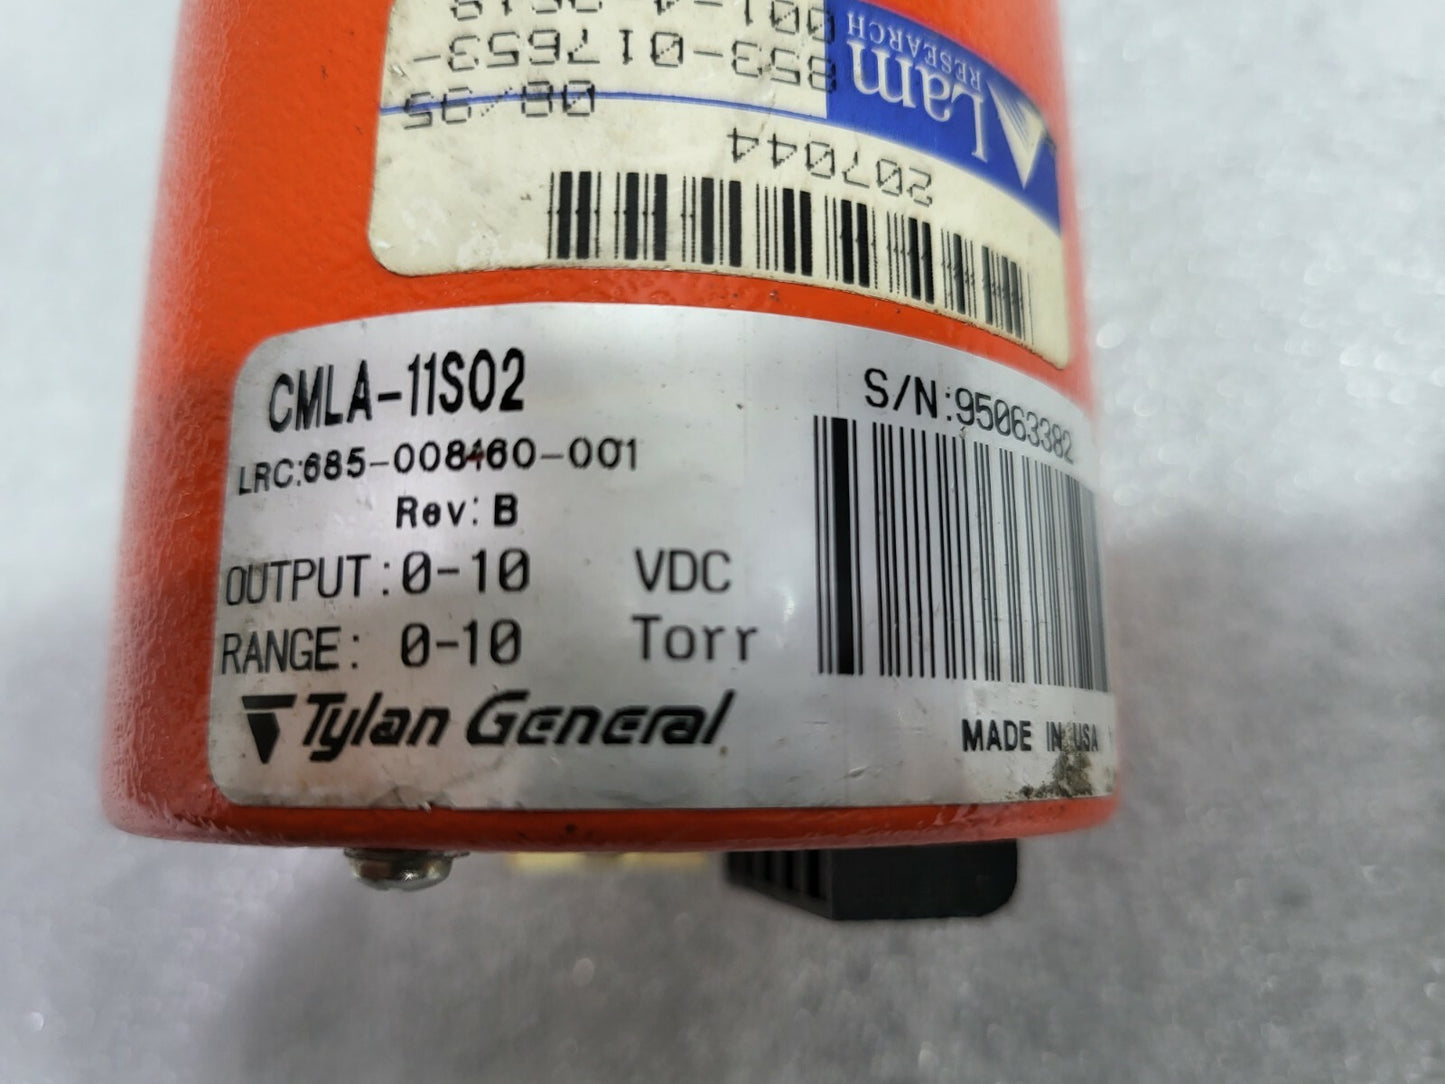 CMLA-11S02
LRC:685-008460-001
Rev: B
OUTPUT: 0-10 VDC
RANGE: 0-10 Torr
Tylan General
S/N:95063382
MADE IN USA
Lam
RESEARCH
853-017653-
08/95
207044